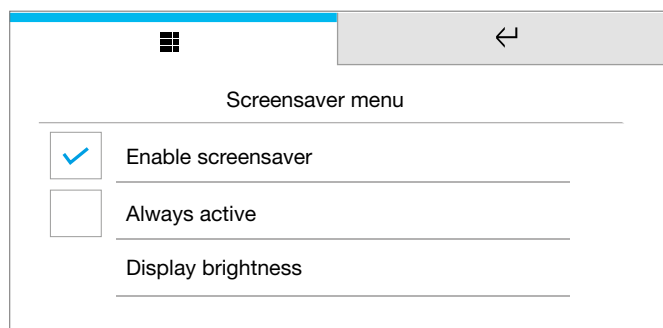 Screensaver menu
Enable screensaver
Always active
Display brightness